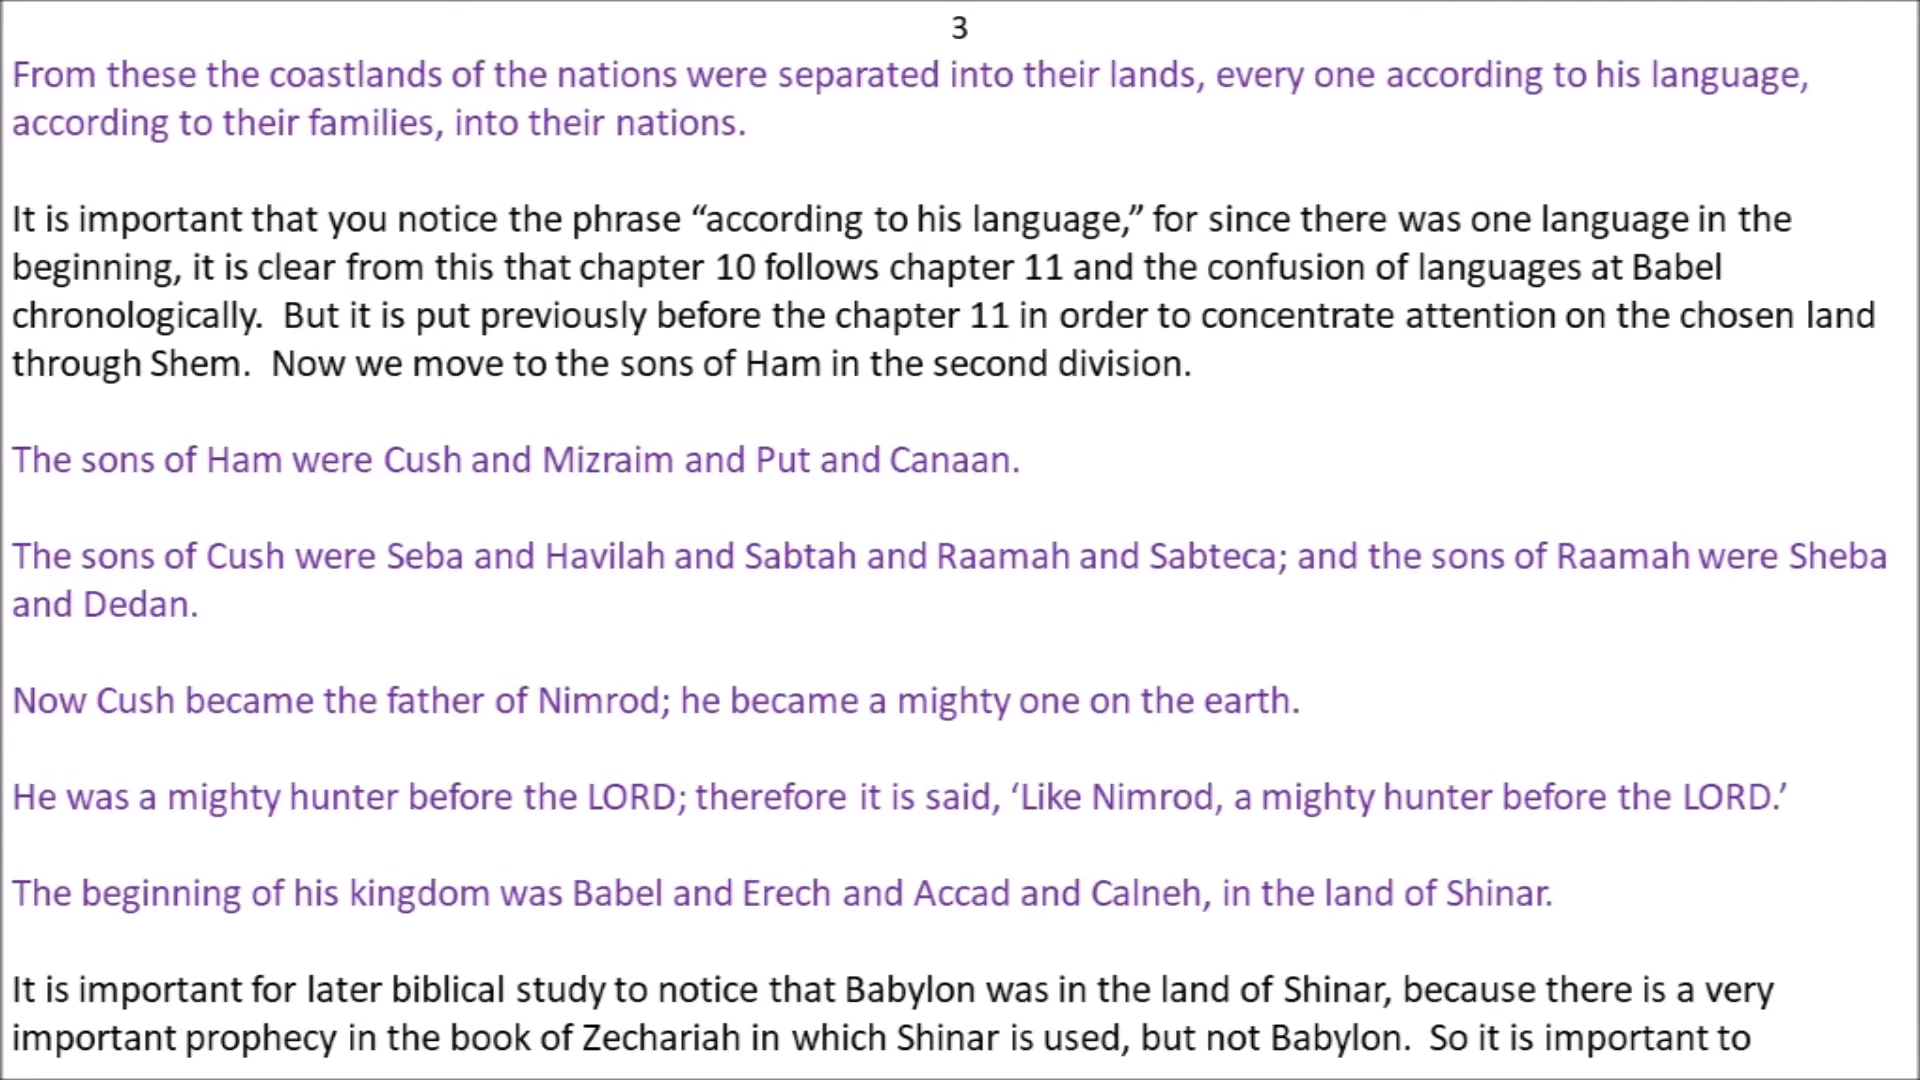 3
From these the coastlands of the nations were separated into their lands, every one according to his language,
according to their families, into their nations.
It is important that you notice the phrase “according to his language,” for since there was one language in the
beginning, it is clear from this that chapter 10 follows chapter 11 and the confusion of languages at Babel
chronologically.  But it is put previously before the chapter 11 in order to concentrate attention on the chosen land
through Shem.  Now we move to the sons of Ham in the second division.
The sons of Ham were Cush and Mizraim and Put and Canaan.
The sons of Cush were Seba and Havilah and Sabtah and Raamah and Sabteca; and the sons of Raamah were Sheba
and Dedan.
Now Cush became the father of Nimrod; he became a mighty one on the earth.
He was a mighty hunter before the LORD; therefore it is said, ‘Like Nimrod, a mighty hunter before the LORD.’
The beginning of his kingdom was Babel and Erech and Accad and Calneh, in the land of Shinar.
It is important for later biblical study to notice that Babylon was in the land of Shinar, because there is a very
important prophecy in the book of Zechariah in which Shinar is used, but not Babylon.  So it is important to